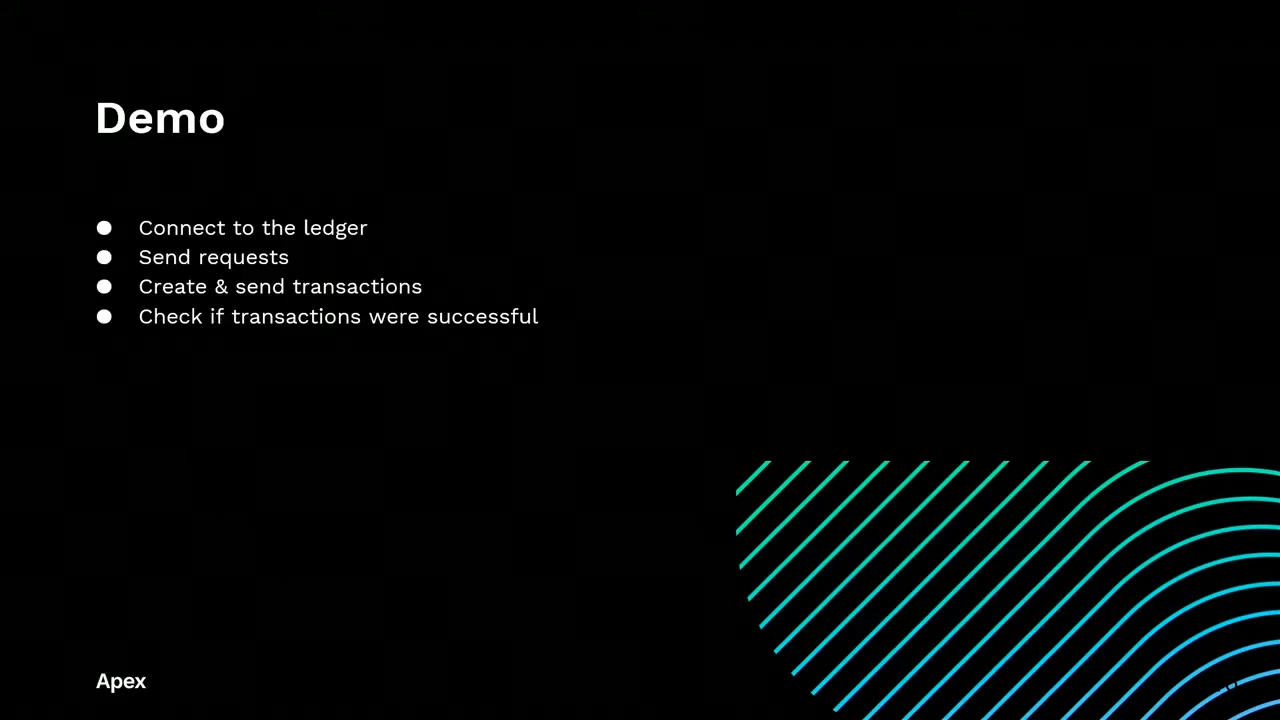 Demo
● Connect to the ledger
● Send requests
● Create & send transactions
● Check if transactions were successful
Apex